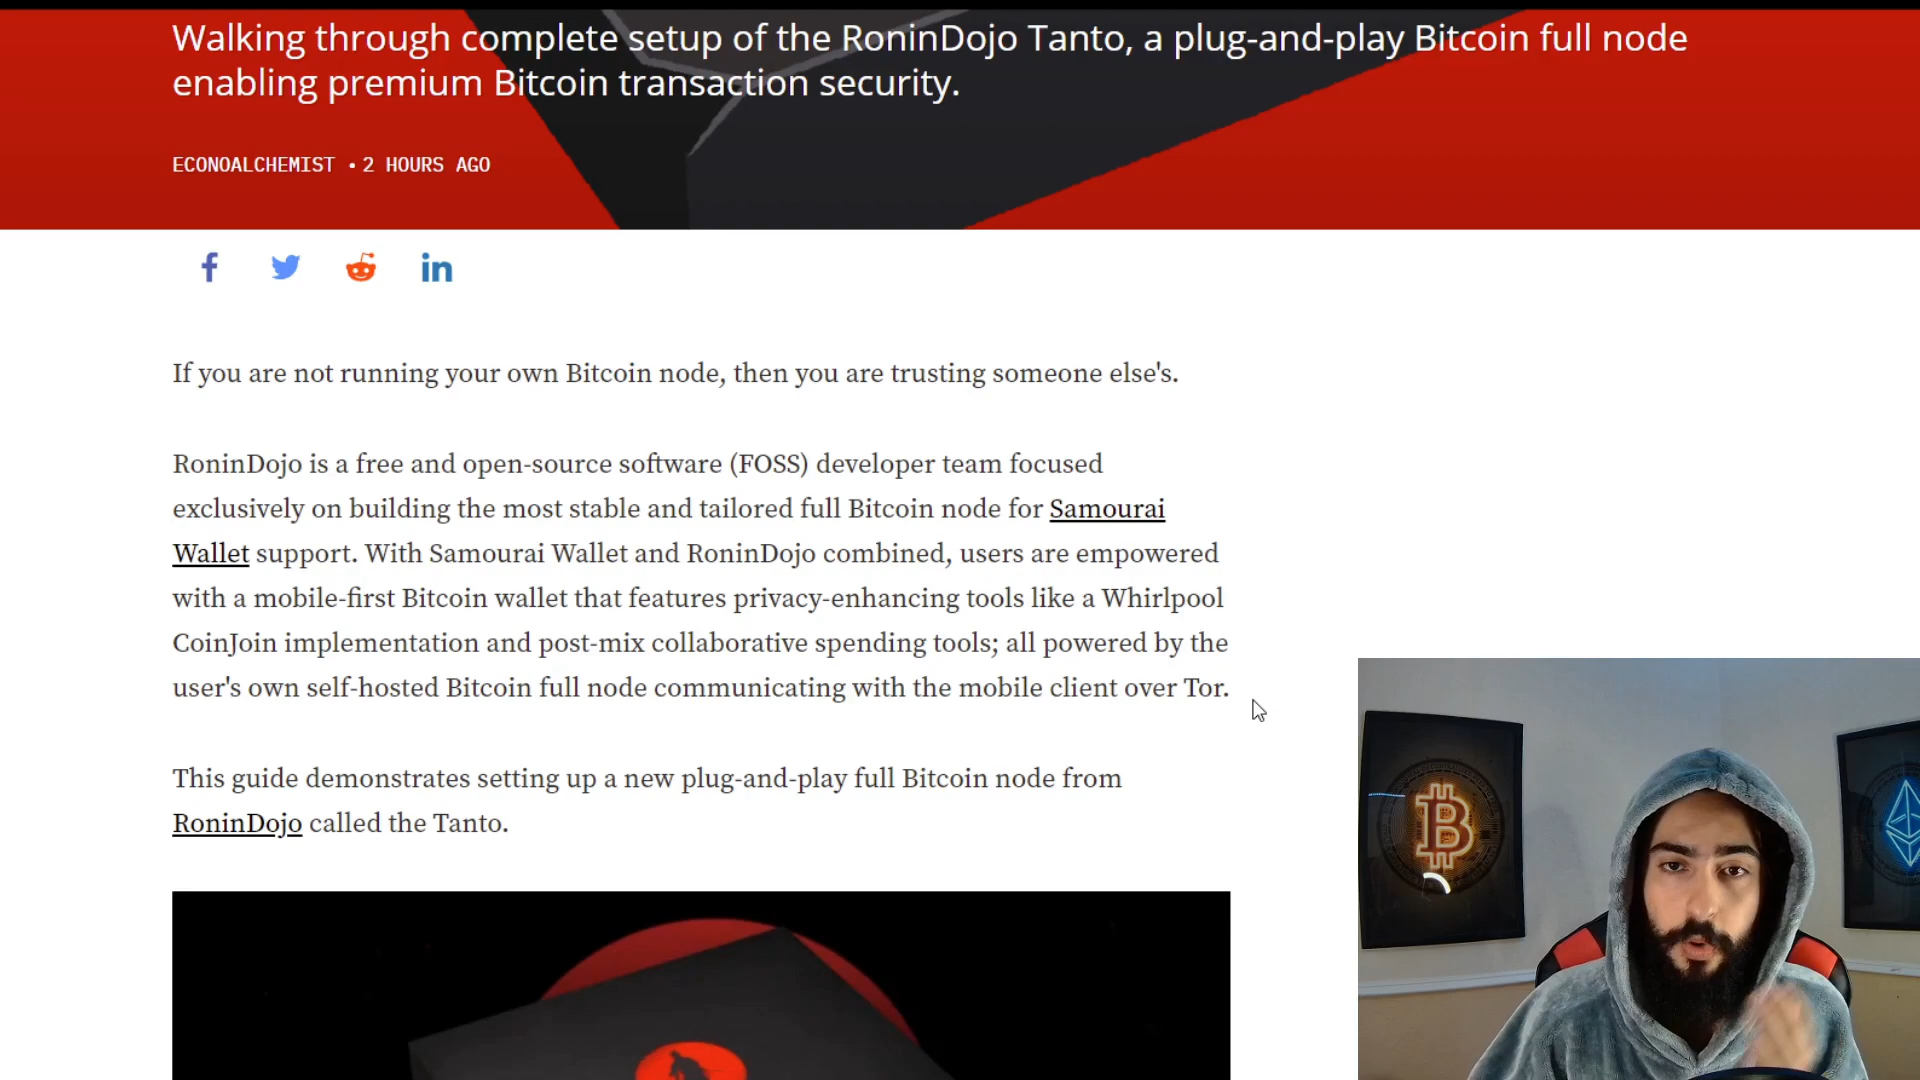 Walking through complete setup of the RoninDojo Tanto, a plug-and-play Bitcoin full node
enabling premium Bitcoin transaction security.
ECONOALCHEMIST • 2 HOURS AGO
If you are not running your own Bitcoin node, then you are trusting someone else's.
RoninDojo is a free and open-source software (FOSS) developer team focused
exclusively on building the most stable and tailored full Bitcoin node for Samourai
Wallet support. With Samourai Wallet and RoninDojo combined, users are empowered
with a mobile-first Bitcoin wallet that features privacy-enhancing tools like a Whirlpool
CoinJoin implementation and post-mix collaborative spending tools; all powered by the
user's own self-hosted Bitcoin full node communicating with the mobile client over Tor.
This guide demonstrates setting up a new plug-and-play full Bitcoin node from
RoninDojo called the Tanto.